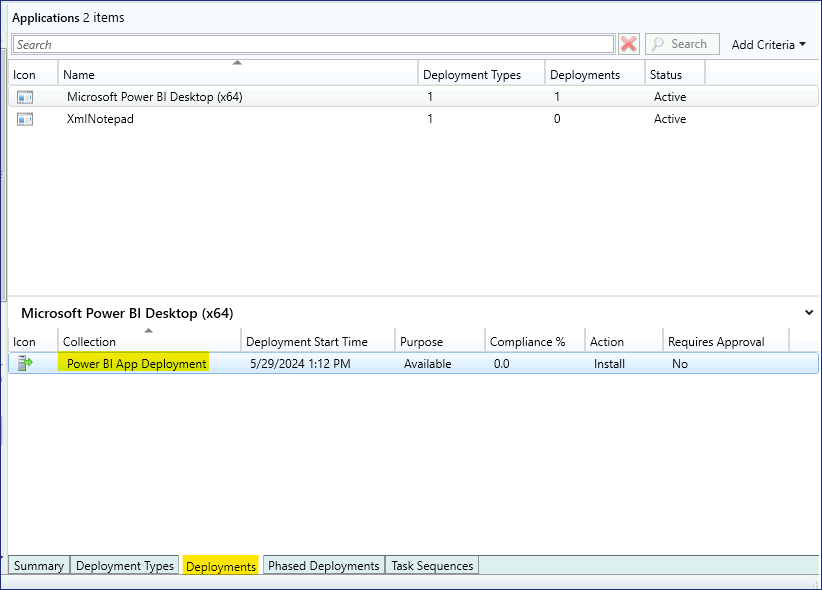 Applications 2 items
Search Search Add Criteria
Icon Name Deployment Types Deployments Status
Microsoft Power BI Desktop (x64) 1 1 Active
XmlNotepad 1 0 Active
Microsoft Power BI Desktop (x64)
Icon Collection Deployment Start Time Purpose Compliance % Action Requires Approval
Power BI App Deployment 5/29/2024 1:12 PM Available 0.0 Install No
Summary Deployment Types Deployments Phased Deployments Task Sequences